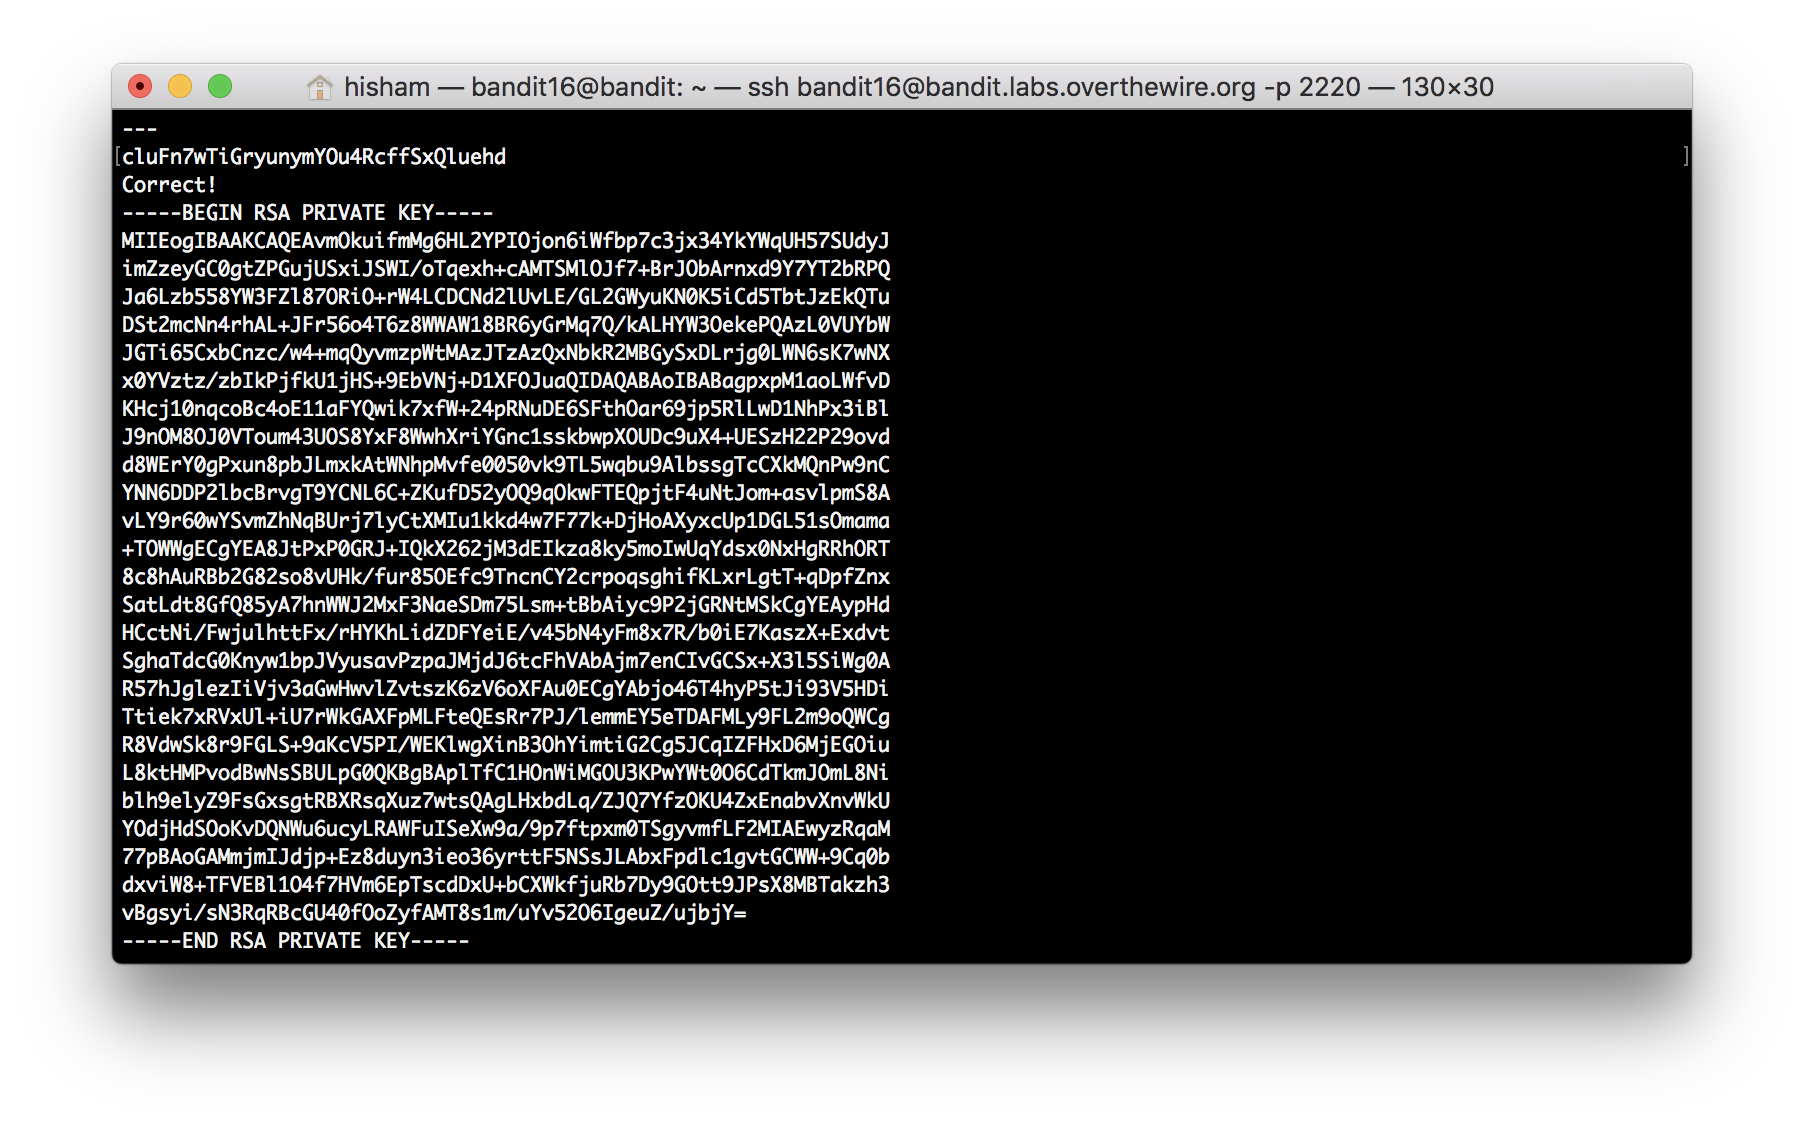 hisham — bandit16@bandit: ~ — ssh bandit16@bandit.labs.overthewire.org -p 2220 — 130×30
---
[cluFn7wTiGryunymYOu4RcffSxQluehd ]
Correct!
-----BEGIN RSA PRIVATE KEY-----
MIIEogIBAAKCAQEAvmOkuifmMg6HL2YPIOjon6iWfbp7c3jx34YkYWqUH57SUdyJ
imZzeyGC0gtZPGujUSxiJSWI/oTqexh+cAMTSMlOJf7+BrJObArnxd9Y7YT2bRPQ
Ja6Lzb558YW3FZl87ORiO+rW4LCDCNd2lUvLE/GL2GWyuKN0K5iCd5TbtJzEkQTu
DSt2mcNn4rhAL+JFr56o4T6z8WWAW18BR6yGrMq7Q/kALHYW3OekePQAzL0VUYbW
JGTi65CxbCnzc/w4+mqQyvmzpWtMAzJTzAzQxNbkR2MBGySxDLrjg0LWN6sK7wNX
x0YVztz/zbIkPjfkU1jHS+9EbVNj+D1XFOJuaQIDAQABAoIBABagpxpM1aoLWfvD
KHcj10nqcoBc4oE11aFYQwik7xfW+24pRNuDE6SFthOar69jp5RlLwD1NhPx3iBl
J9nOM8OJ0VToum43UOS8YxF8WwhXriYGnc1sskbwpXOUDc9uX4+UESzH22P29ovd
d8WErY0gPxun8pbJLmxkAtWNhpMvfe0050vk9TL5wqbu9AlbssgTcCXkMQnPw9nC
YNN6DDP2lbcBrvgT9YCNL6C+ZKufD52yOQ9qOkwFTEQpjtF4uNtJom+asvlpmS8A
vLY9r60wYSvmZhNqBUrj7lyCtXMIu1kkd4w7F77k+DjHoAXyxcUp1DGL51sOmama
+TOWWgECgYEA8JtPxP0GRJ+IQkX262jM3dEIkza8ky5moIwUqYdsx0NxHgRRhORT
8c8hAuRBb2G82so8vUHk/fur85OEfc9TncnCY2crpoqsghifKLxrLgtT+qDpfZnx
SatLdt8GfQ85yA7hnWWJ2MxF3NaeSDm75Lsm+tBbAiyc9P2jGRNtMSkCgYEAypHd
HCctNi/FwjulhttFx/rHYKhLidZDFYeiE/v45bN4yFm8x7R/b0iE7KaszX+Exdvt
SghaTdcG0Knyw1bpJVyusavPzpaJMjdJ6tcFhVAbAjm7enCIvGCSx+X3l5SiWg0A
R57hJglezIiVjv3aGwHwvlZvtszK6zV6oXFAu0ECgYAbjo46T4hyP5tJi93V5HDi
Ttiek7xRVxUl+iU7rWkGAXFpMLFteQEsRr7PJ/lemmEY5eTDAFMLy9FL2m9oQWCg
R8VdwSk8r9FGLS+9aKcV5PI/WEKlwgXinB3OhYimtiG2Cg5JCqIZFHxD6MjEGOiu
L8ktHMPvodBwNsSBULpG0QKBgBAplTfC1HOnWiMGOU3KPwYWt0O6CdTkmJOmL8Ni
blh9elyZ9FsGxsgtRBXRsqXuz7wtsQAgLHxbdLq/ZJQ7YfzOKU4ZxEnabvXnvWkU
YOdjHdSOoKvDQNWu6ucyLRAWFuISeXw9a/9p7ftpxm0TSgyvmfLF2MIAEwyzRqaM
77pBAoGAMmjmIJdjp+Ez8duyn3ieo36yrttF5NSsJLAbxFpdlc1gvtGCWW+9Cq0b
dxviW8+TFVEBl1O4f7HVm6EpTscdDxU+bCXWkfjuRb7Dy9GOtt9JPsX8MBTakzh3
vBgsyi/sN3RqRBcGU40fOoZyfAMT8s1m/uYv52O6IgeuZ/ujbjY=
-----END RSA PRIVATE KEY-----